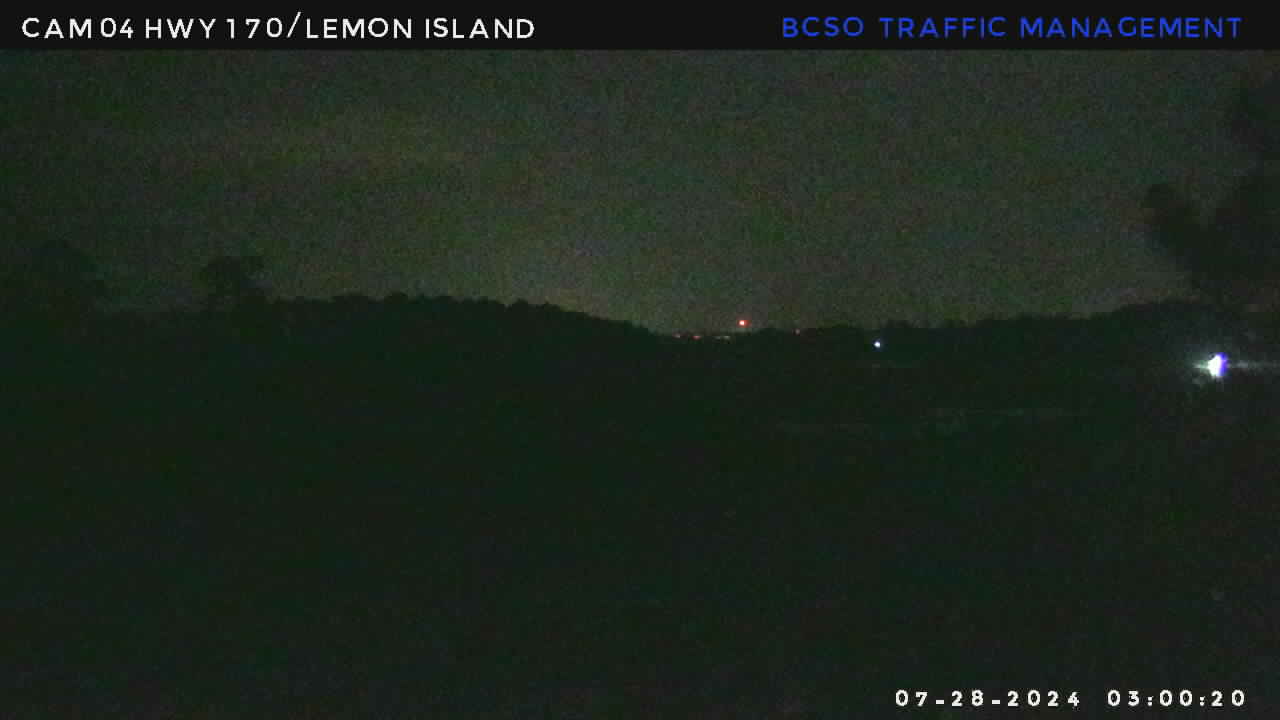 CAM04 HWY 170/LEMON ISLAND
BCSO TRAFFIC MANAGEMENT
07-28-2024 03:00:20